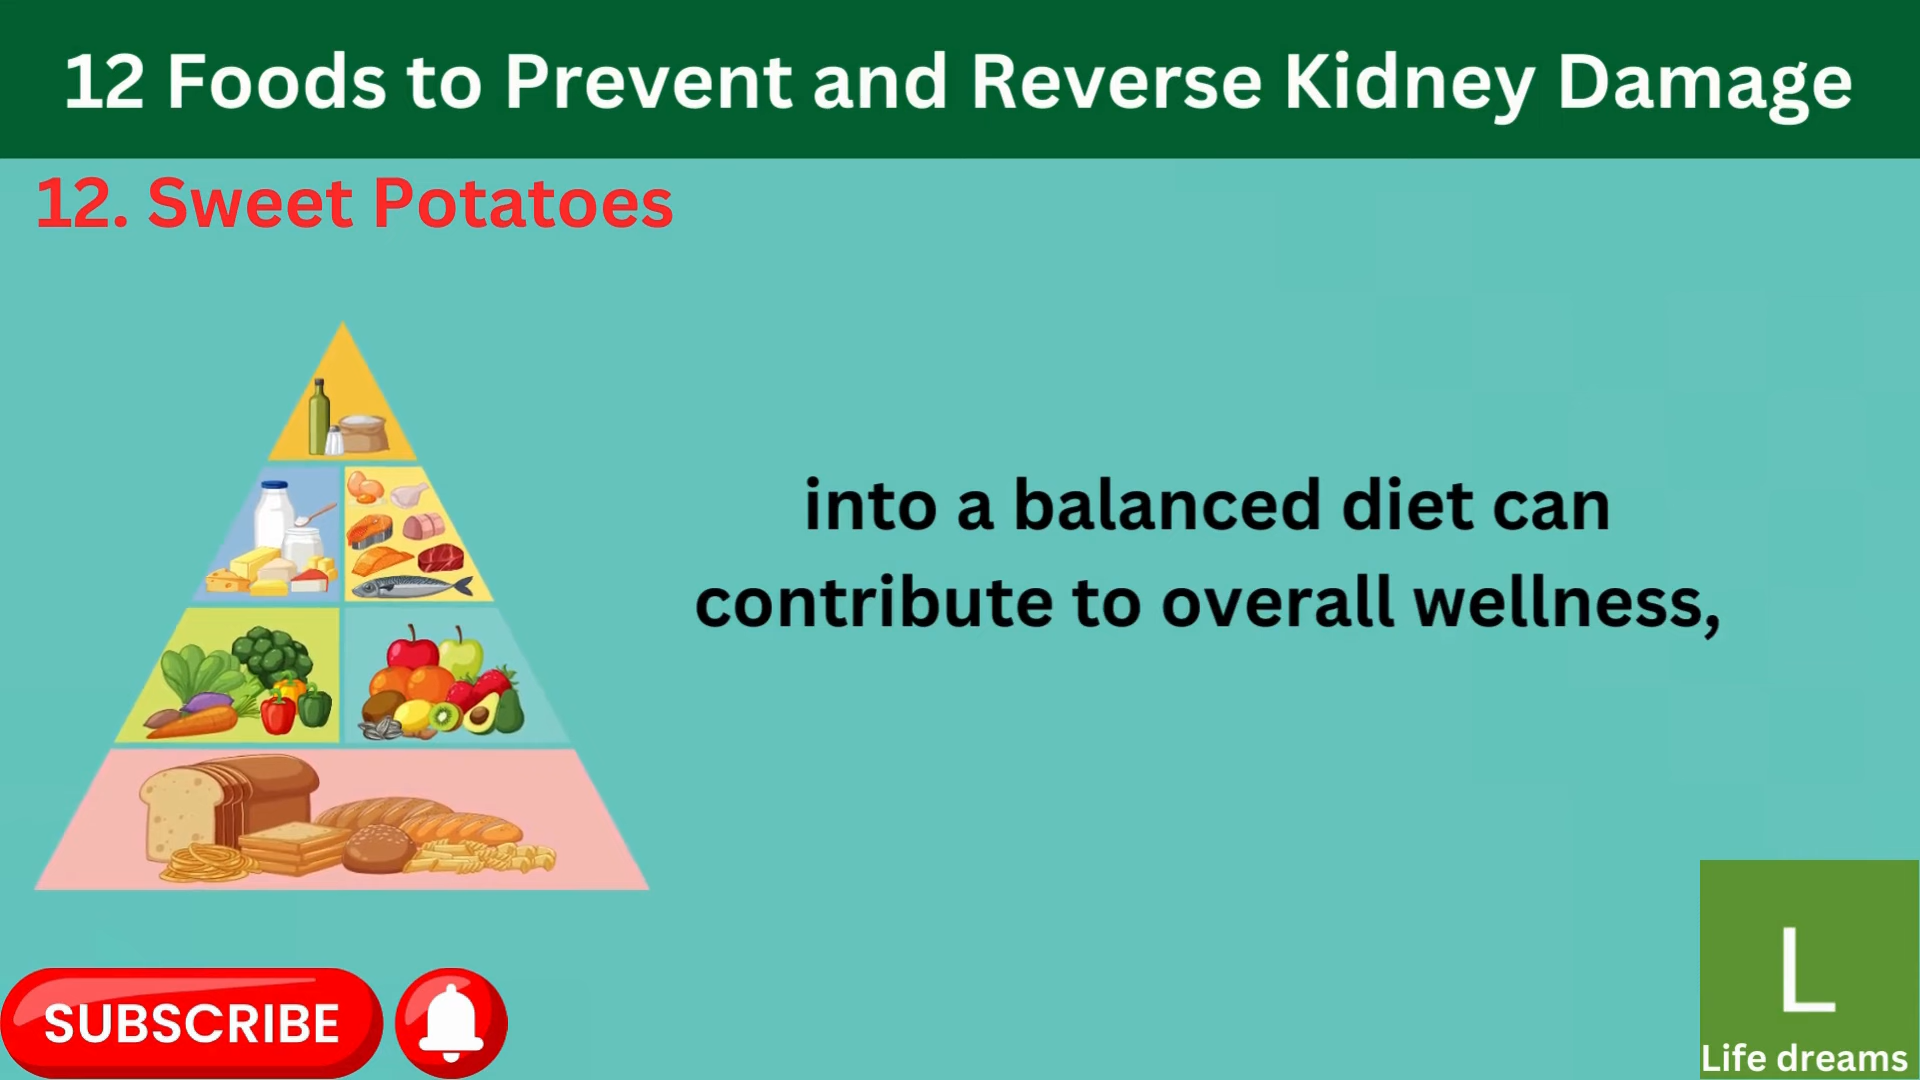 12 Foods to Prevent and Reverse Kidney Damage
12. Sweet Potatoes
into a balanced diet can
contribute to overall wellness,
SUBSCRIBE
L
Life dreams